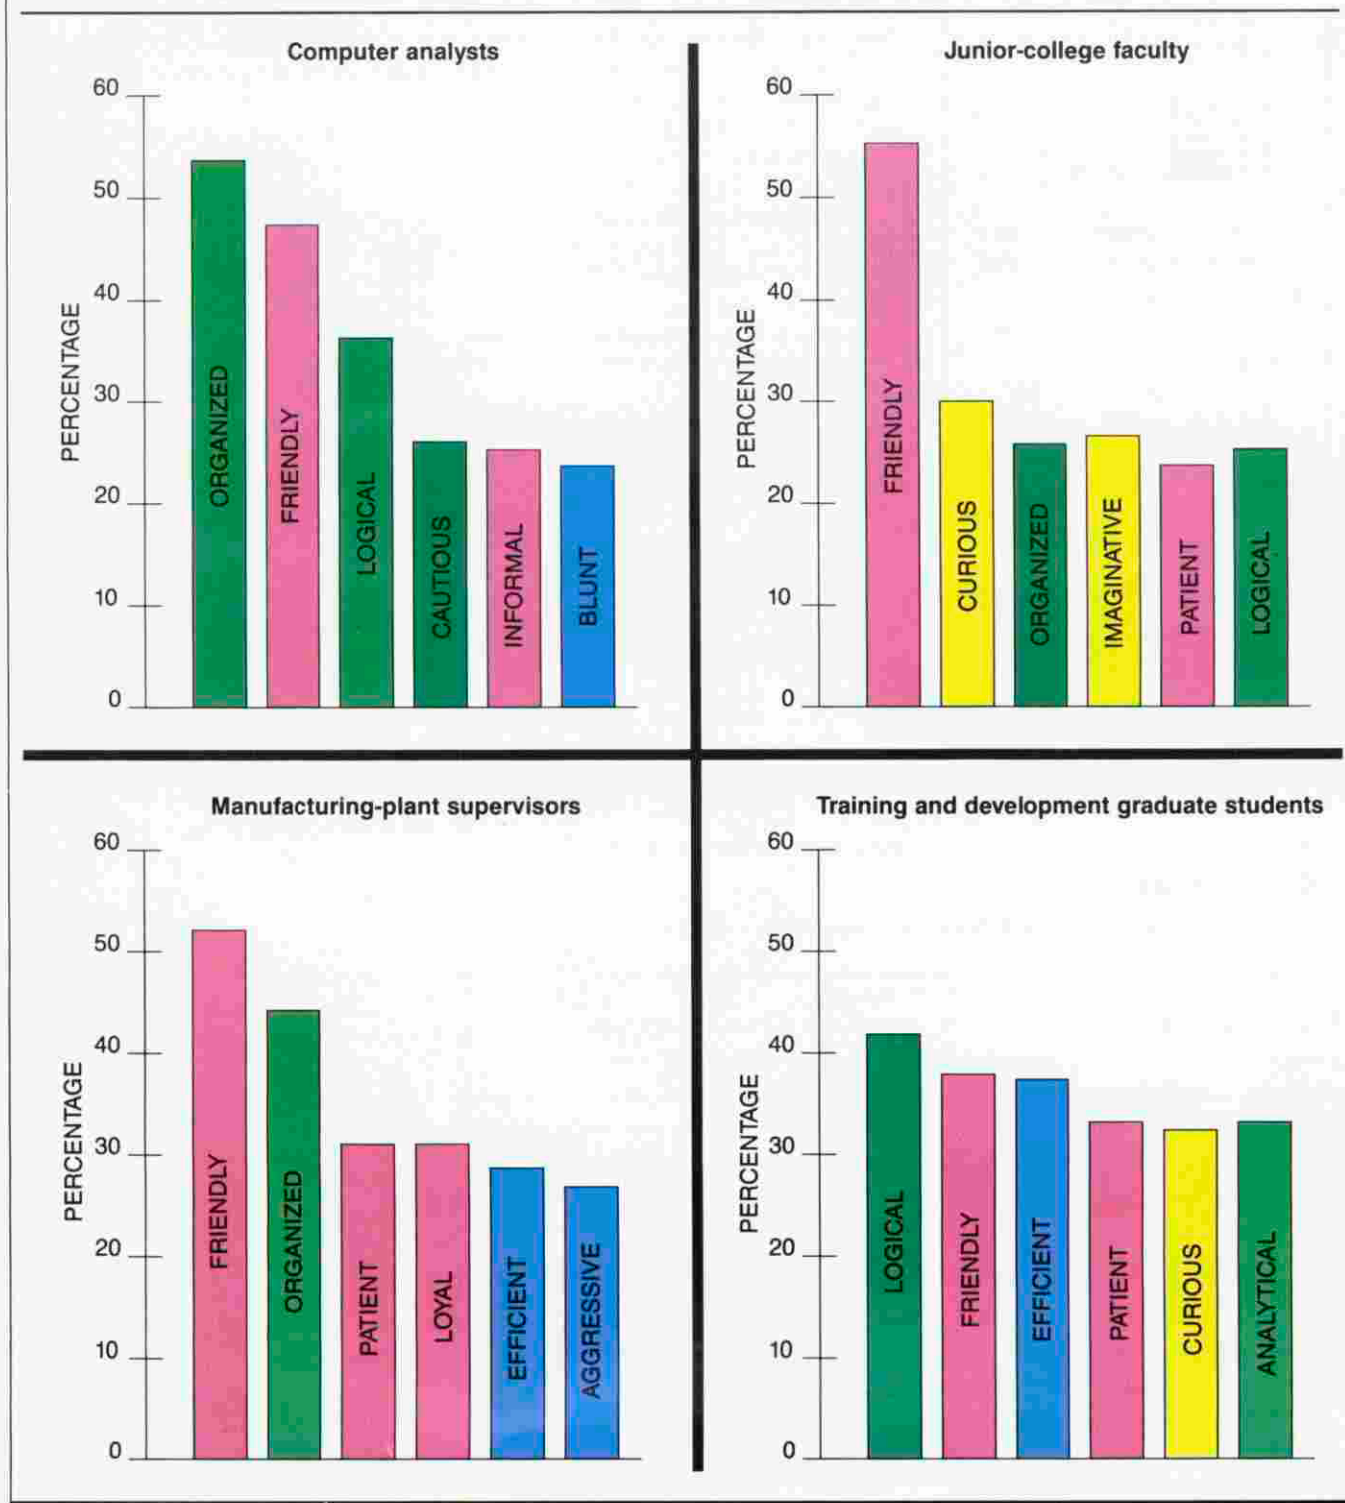 Computer analysts
PERCENTAGE
60
50
40
30
20
10
0
ORGANIZED
FRIENDLY
LOGICAL
CAUTIOUS
INFORMAL
BLUNT
Junior-college faculty
PERCENTAGE
60
50
40
30
20
10
0
FRIENDLY
CURIOUS
ORGANIZED
IMAGINATIVE
PATIENT
LOGICAL
Manufacturing-plant supervisors
PERCENTAGE
60
50
40
30
20
10
0
FRIENDLY
ORGANIZED
PATIENT
LOYAL
EFFICIENT
AGGRESSIVE
Training and development graduate students
PERCENTAGE
60
50
40
30
20
10
0
LOGICAL
FRIENDLY
EFFICIENT
PATIENT
CURIOUS
ANALYTICAL